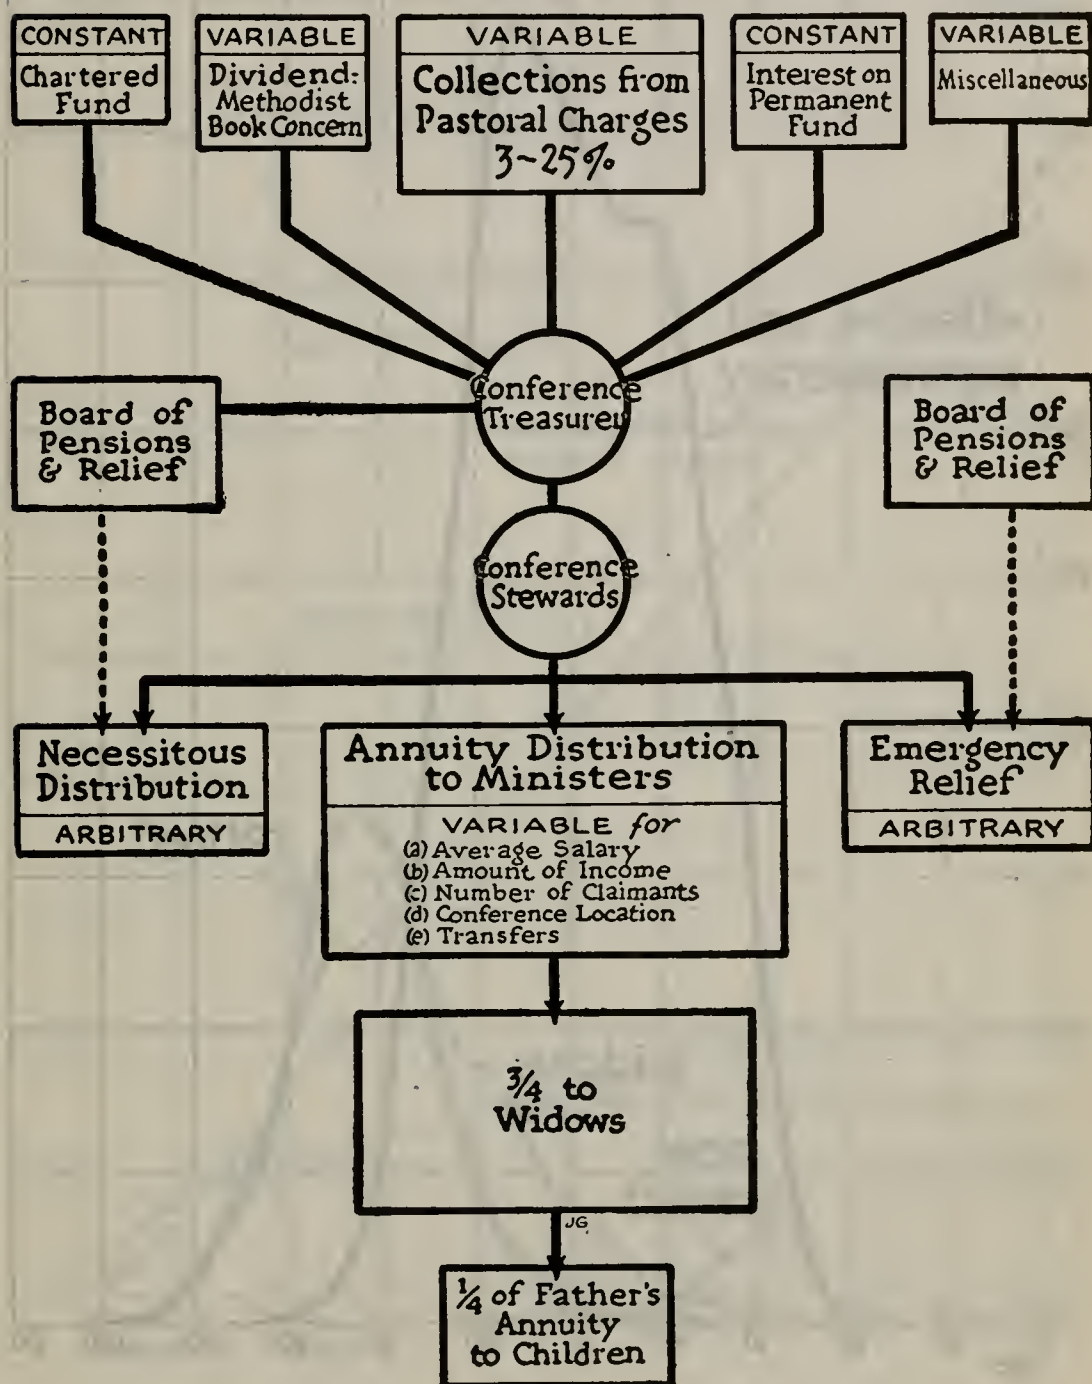 CONSTANT
Chartered
Fund
VARIABLE
Dividend:
Methodist
Book Concern
VARIABLE
Collections from
Pastoral Charges
3~25%
CONSTANT
Interest on
Permanent
Fund
VARIABLE
Miscellaneous
Conference
Treasurer
Board of
Pensions
& Relief
Board of
Pensions
& Relief
Conference
Stewards
Necessitous
Distribution
ARBITRARY
Annuity Distribution
to Ministers
VARIABLE for
(a) Average Salary
(b) Amount of Income
(c) Number of Claimants
(d) Conference Location
(e) Transfers
Emergency
Relief
ARBITRARY
¾ to
Widows
JG
¼ of Father's
Annuity
to Children